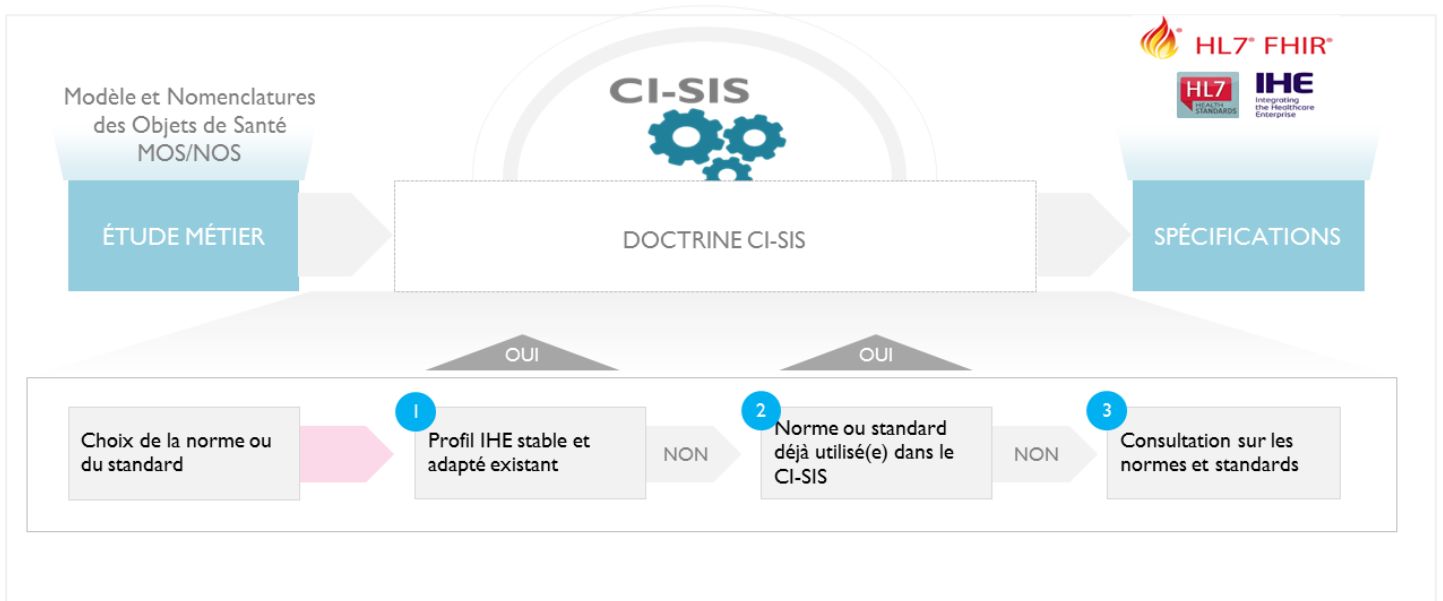 Modèle et Nomenclatures
des Objets de Santé
MOS/NOS
CI-SIS
HL7® FHIR®
HL7
HEALTH
STANDARDS
IHE
Integrating
the Healthcare
Enterprise
ÉTUDE MÉTIER
DOCTRINE CI-SIS
SPÉCIFICATIONS
OUI
OUI
Choix de la norme ou
du standard
1
Profil IHE stable et
adapté existant
NON
2
Norme ou standard
déjà utilisé(e) dans le
CI-SIS
NON
3
Consultation sur les
normes et standards